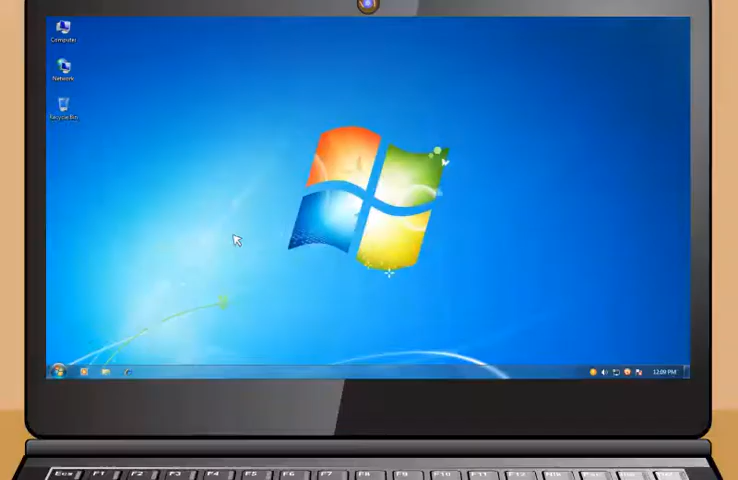 Computer
Network
Recycle Bin
12:09 PM
Esc F1 F2 F3 F4 F5 F6 F7 F8 F9 F10 F11 F12